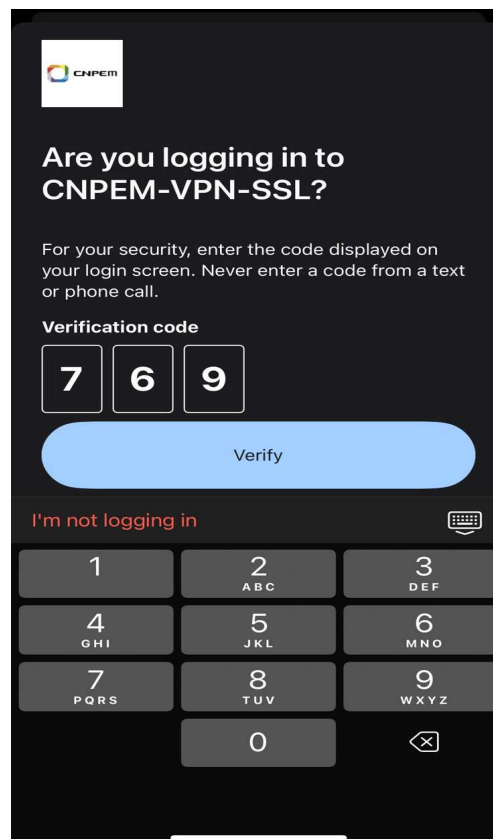 CNPEM
Are you logging in to
CNPEM-VPN-SSL?
For your security, enter the code displayed on
your login screen. Never enter a code from a text
or phone call.
Verification code
7 6 9
Verify
I'm not logging in
1 2 3
ABC DEF
4 5 6
GHI JKL MNO
7 8 9
PQRS TUV WXYZ
0